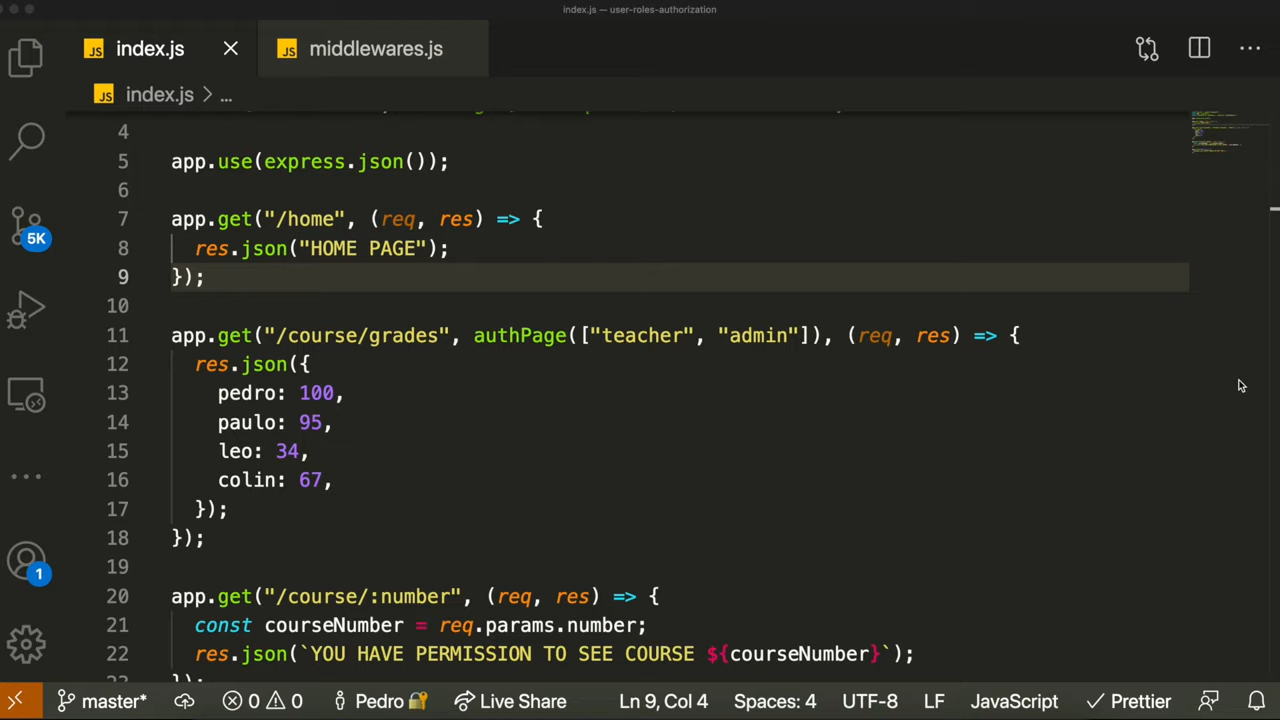 index.js — user-roles-authorization
JS index.js
JS middlewares.js
JS index.js > ...
4
5 app.use(express.json());
6
7 app.get("/home", (req, res) => {
8 res.json("HOME PAGE");
9 });
10
11 app.get("/course/grades", authPage(["teacher", "admin"]), (req, res) => {
12 res.json({
13 pedro: 100,
14 paulo: 95,
15 leo: 34,
16 colin: 67,
17 });
18 });
19
20 app.get("/course/:number", (req, res) => {
21 const courseNumber = req.params.number;
22 res.json(`YOU HAVE PERMISSION TO SEE COURSE ${courseNumber}`);
5K
1
master* 0 0 Pedro Live Share Ln 9, Col 4 Spaces: 4 UTF-8 LF JavaScript Prettier